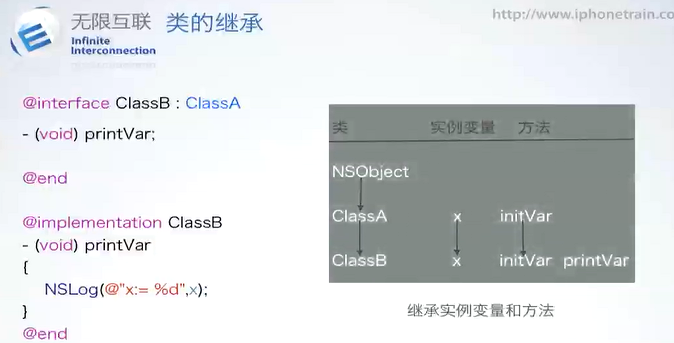 http://www.iphonetrain.co
无限互联 类的继承
Infinite
Interconnection
@interface ClassB : ClassA
- (void) printVar;
@end
@implementation ClassB
- (void) printVar
{
NSLog(@"x:= %d",x);
}
@end
类 实例变量 方法
NSObject
ClassA x initVar
ClassB x initVar printVar
继承实例变量和方法